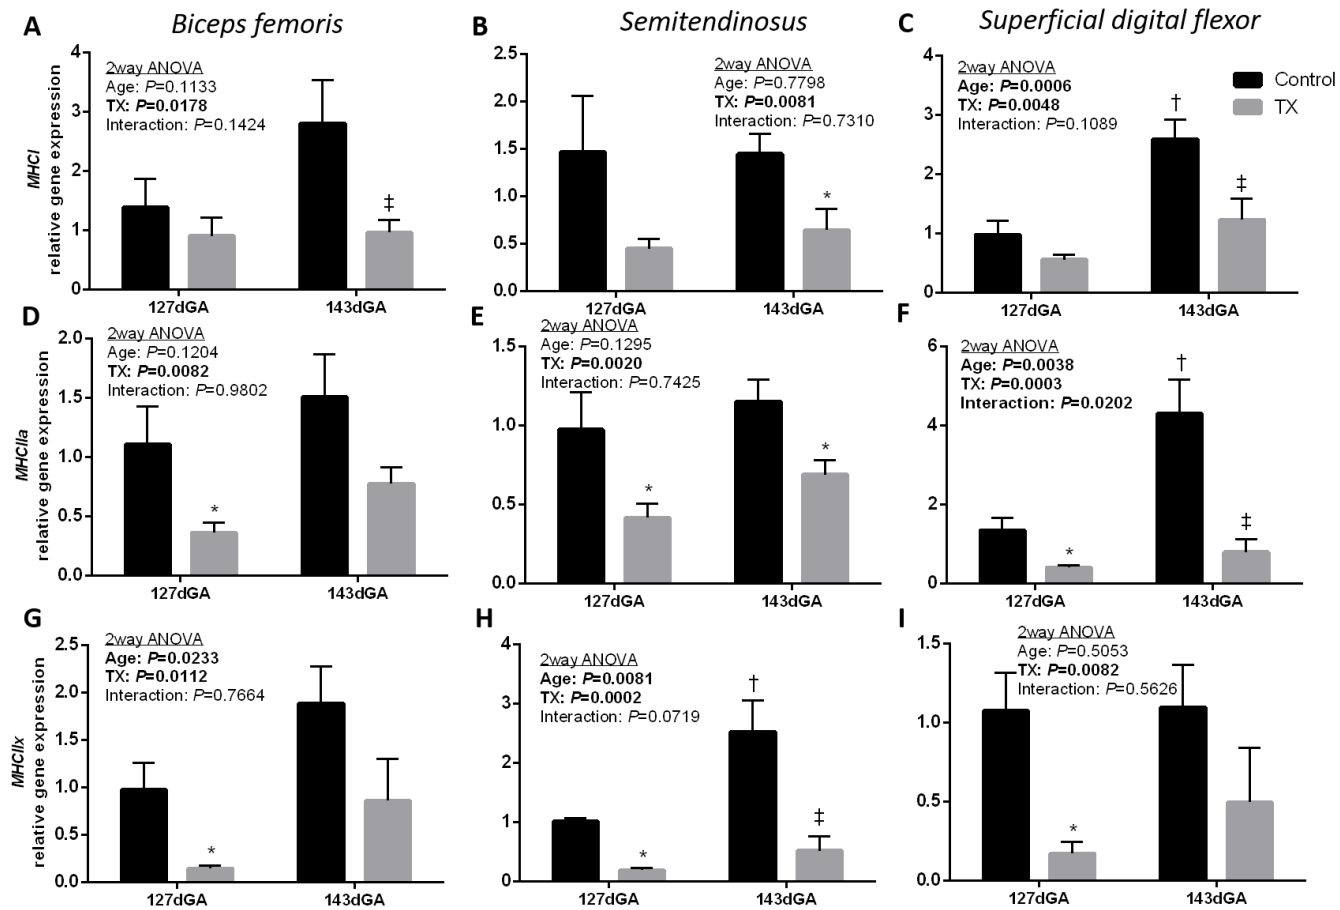 A
Biceps femoris
B
Semitendinosus
C
Superficial digital flexor
Control
TX
MHCI
relative gene expression
4
3
2
1
0
2way ANOVA
Age: P=0.1133
TX: P=0.0178
Interaction: P=0.1424
‡
127dGA
143dGA
2.5
2.0
1.5
1.0
0.5
0.0
2way ANOVA
Age: P=0.7798
TX: P=0.0081
Interaction: P=0.7310
*
127dGA
143dGA
4
3
2
1
0
2way ANOVA
Age: P=0.0006
TX: P=0.0048
Interaction: P=0.1089
†
‡
127dGA
143dGA
D
MHCIIa
relative gene expression
2.0
1.5
1.0
0.5
0.0
2way ANOVA
Age: P=0.1204
TX: P=0.0082
Interaction: P=0.9802
*
127dGA
143dGA
E
1.5
1.0
0.5
0.0
2way ANOVA
Age: P=0.1295
TX: P=0.0020
Interaction: P=0.7425
*
*
127dGA
143dGA
F
6
4
2
0
2way ANOVA
Age: P=0.0038
TX: P=0.0003
Interaction: P=0.0202
*
†
‡
127dGA
143dGA
G
MHCIIx
relative gene expression
2.5
2.0
1.5
1.0
0.5
0.0
2way ANOVA
Age: P=0.0233
TX: P=0.0112
Interaction: P=0.7664
*
127dGA
143dGA
H
4
3
2
1
0
2way ANOVA
Age: P=0.0081
TX: P=0.0002
Interaction: P=0.0719
*
†
‡
127dGA
143dGA
I
1.5
1.0
0.5
0.0
2way ANOVA
Age: P=0.5053
TX: P=0.0082
Interaction: P=0.5626
*
127dGA
143dGA